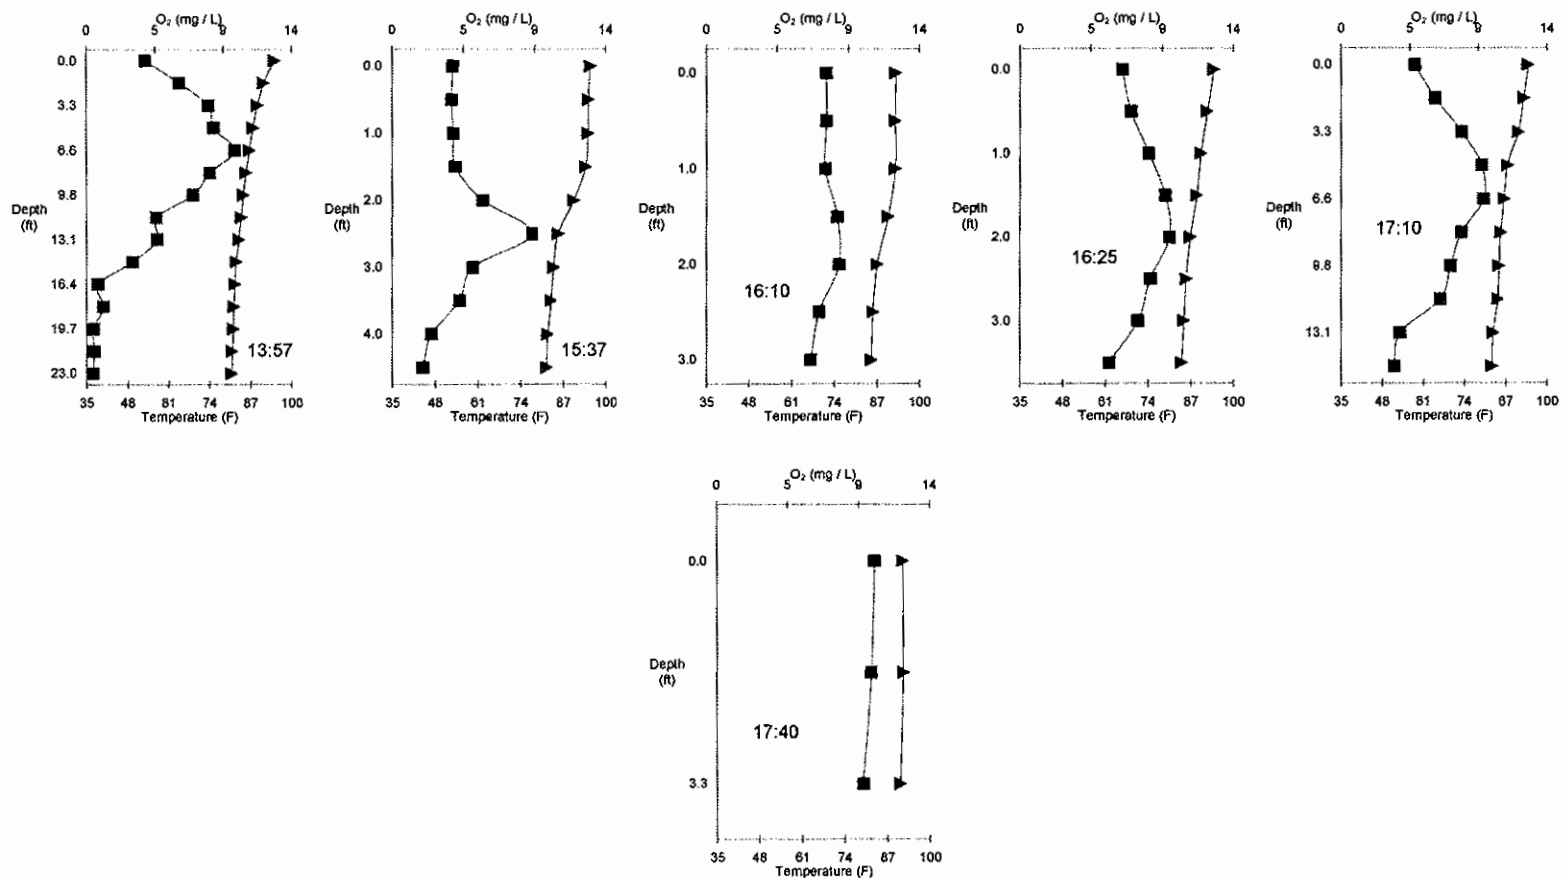 O₂ (mg / L)
0 5 9 14
0.0
3.3
6.6
9.8
Depth
(ft)
13.1
16.4
19.7
23.0
13:57
35 48 61 74 87 100
Temperature (F)
O₂ (mg / L)
0 5 9 14
0.0
1.0
2.0
Depth
(ft)
3.0
4.0
15:37
35 48 61 74 87 100
Temperature (F)
O₂ (mg / L)
0 5 9 14
0.0
1.0
Depth
(ft)
2.0
16:10
3.0
35 48 61 74 87 100
Temperature (F)
O₂ (mg / L)
0 5 9 14
0.0
1.0
Depth
(ft)
2.0
16:25
3.0
35 48 61 74 87 100
Temperature (F)
O₂ (mg / L)
0 5 9 14
0.0
3.3
6.6
Depth
(ft)
17:10
9.8
13.1
35 48 61 74 87 100
Temperature (F)
O₂ (mg / L)
0 5 9 14
0.0
Depth
(ft)
17:40
3.3
35 48 61 74 87 100
Temperature (F)